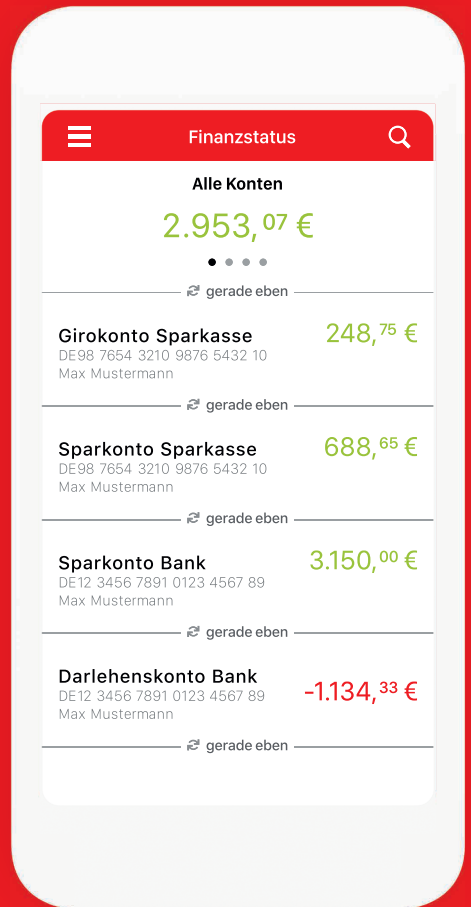 Finanzstatus
Alle Konten
2.953,07 €
gerade eben
Girokonto Sparkasse 248,75 €
DE98 7654 3210 9876 5432 10
Max Mustermann
gerade eben
Sparkonto Sparkasse 688,65 €
DE98 7654 3210 9876 5432 10
Max Mustermann
gerade eben
Sparkonto Bank 3.150,00 €
DE12 3456 7891 0123 4567 89
Max Mustermann
gerade eben
Darlehenskonto Bank -1.134,33 €
DE12 3456 7891 0123 4567 89
Max Mustermann
gerade eben